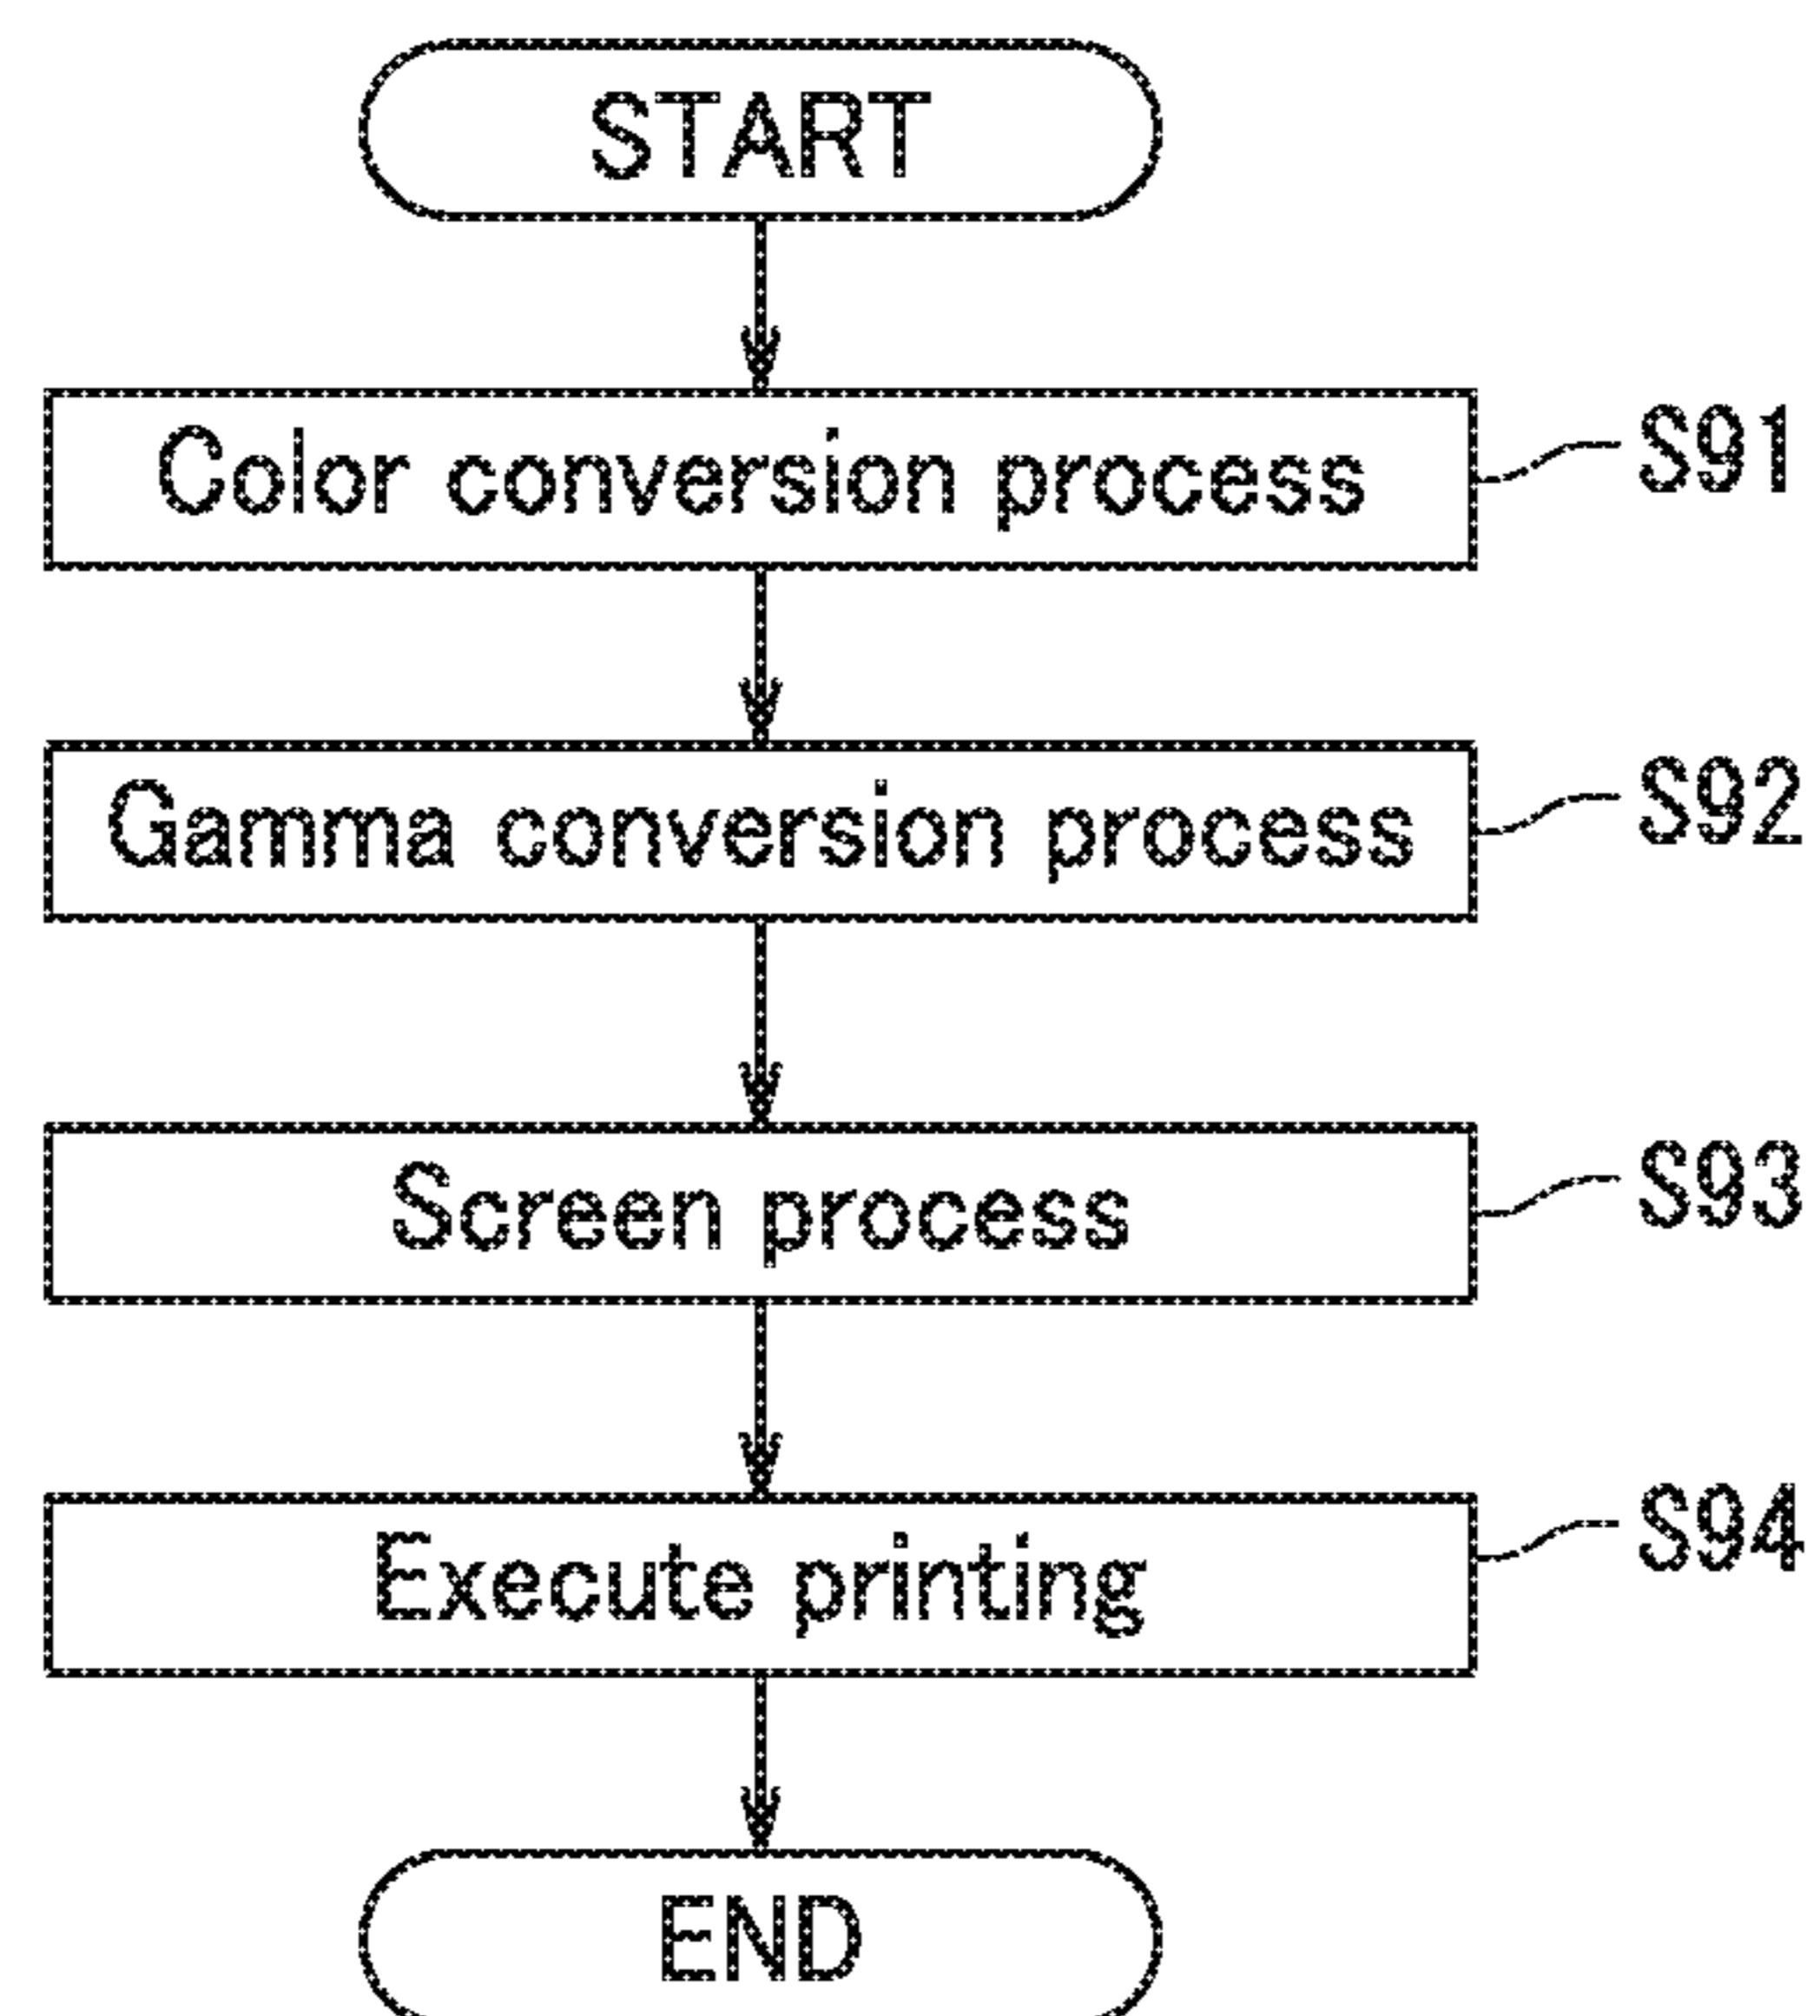 START
Color conversion process
S91
Gamma conversion process
S92
Screen process
S93
Execute printing
S94
END